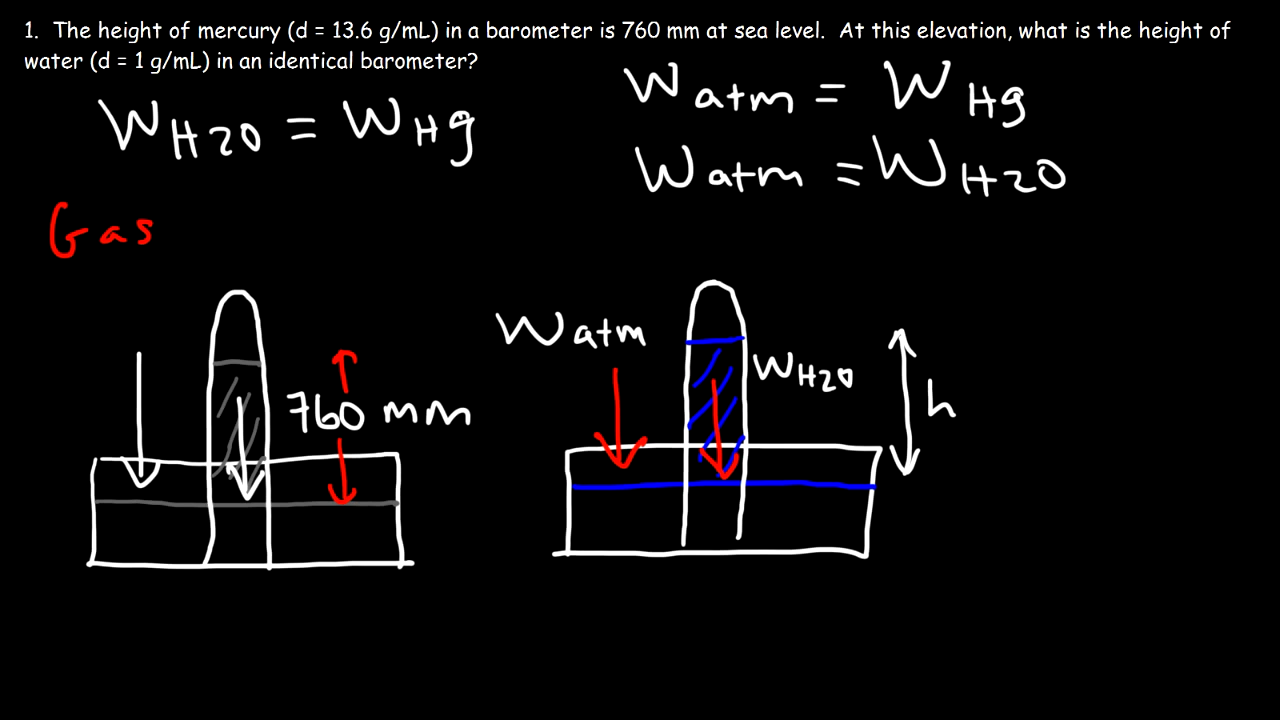 1. The height of mercury (d = 13.6 g/mL) in a barometer is 760 mm at sea level. At this elevation, what is the height of
water (d = 1 g/mL) in an identical barometer?
W H2O = W Hg
W atm = W Hg
W atm = W H2O
Gas
760 mm
W atm
W H2O
h